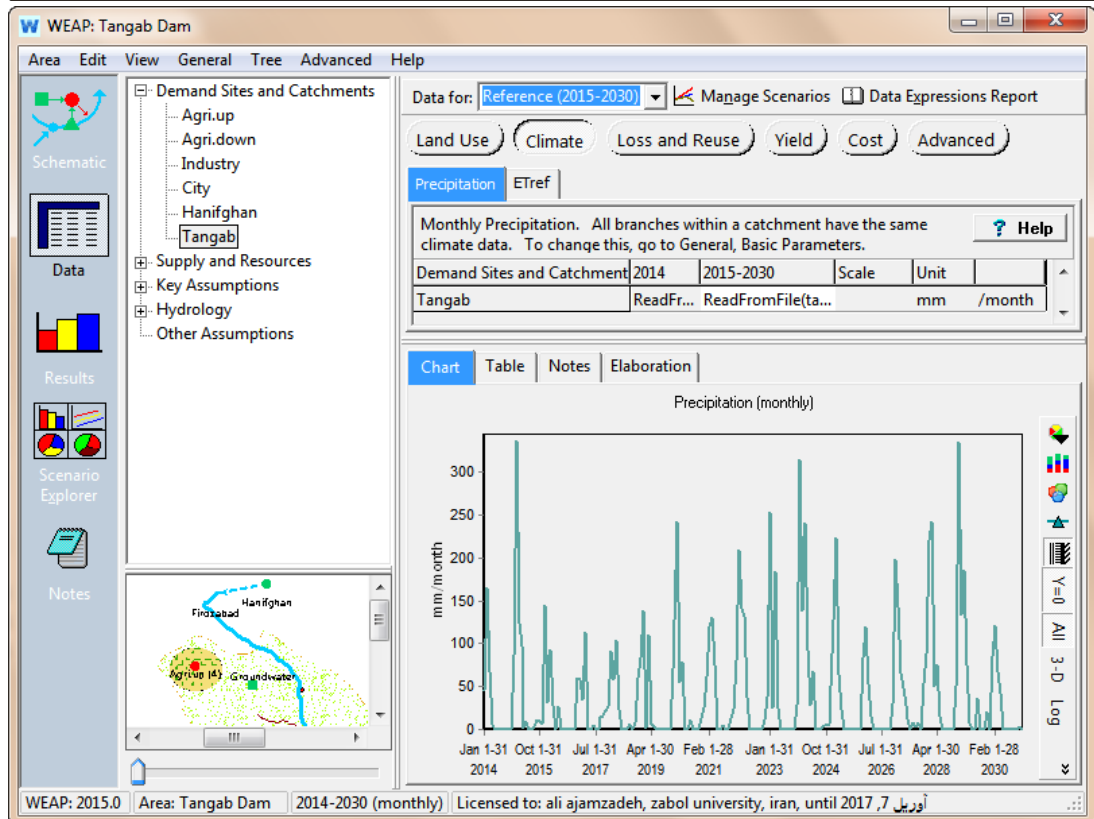 WEAP: Tangab Dam
Area Edit View General Tree Advanced Help
Schematic
Data
Results
Scenario
Explorer
Notes
Demand Sites and Catchments
Agri.up
Agri.down
Industry
City
Hanifghan
Tangab
Supply and Resources
Key Assumptions
Hydrology
Other Assumptions
Hanifghan
Firozabad
Agri.up (4) Groundwater
Data for: Reference (2015-2030) Manage Scenarios Data Expressions Report
Land Use Climate Loss and Reuse Yield Cost Advanced
Precipitation ETref
Monthly Precipitation. All branches within a catchment have the same
climate data. To change this, go to General, Basic Parameters.
? Help
Demand Sites and Catchment 2014 2015-2030 Scale Unit
Tangab ReadFr... ReadFromFile(ta... mm /month
Chart Table Notes Elaboration
Precipitation (monthly)
mm/month
300
250
200
150
100
50
0
Jan 1-31 Oct 1-31 Jul 1-31 Apr 1-30 Feb 1-28 Jan 1-31 Oct 1-31 Jul 1-31 Apr 1-30 Feb 1-28
2014 2015 2017 2019 2021 2023 2024 2026 2028 2030
Y=0
All
3-D
Log
WEAP: 2015.0 Area: Tangab Dam 2014-2030 (monthly) Licensed to: ali ajamzadeh, zabol university, iran, until 2017 ,7 آوریل